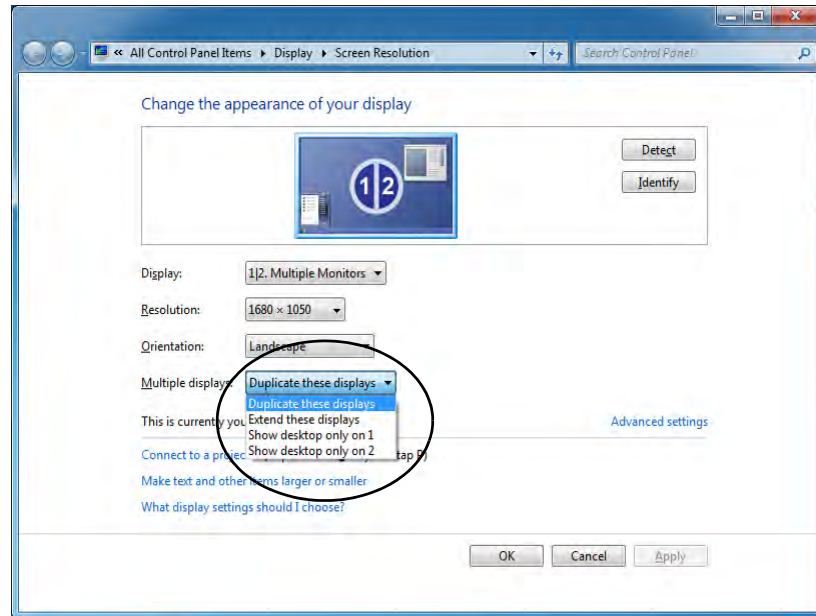 « All Control Panel Items ▸ Display ▸ Screen Resolution
Search Control Panel
Change the appearance of your display
1 2
Detect
Identify
Display: 1|2. Multiple Monitors
Resolution: 1680 × 1050
Orientation: Landscape
Multiple displays: Duplicate these displays
Duplicate these displays
This is currently you
Extend these displays
Advanced settings
Show desktop only on 1
Connect to a
Show desktop only on 2
tap P)
Make text and other items larger or smaller
What display settings should I choose?
OK Cancel Apply